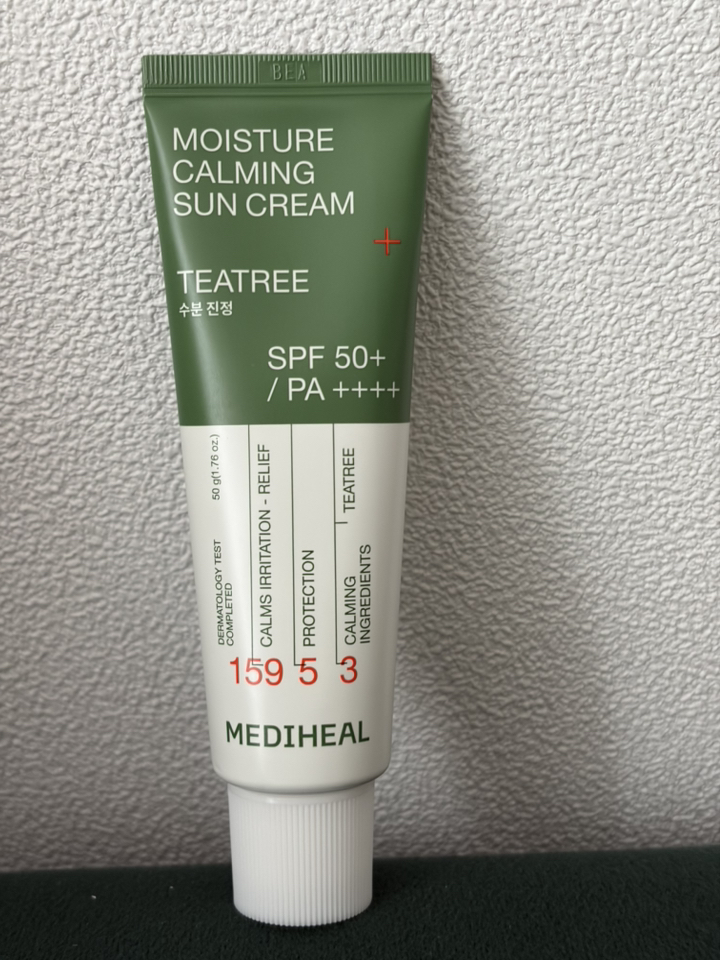 BEA
MOISTURE
CALMING
SUN CREAM
+
TEATREE
수분 진정
SPF 50+
/ PA ++++
50 g(1.76 oz.)
DERMATOLOGY TEST
COMPLETED
CALMS IRRITATION - RELIEF
PROTECTION
TEATREE
CALMING
INGREDIENTS
159 5 3
MEDIHEAL